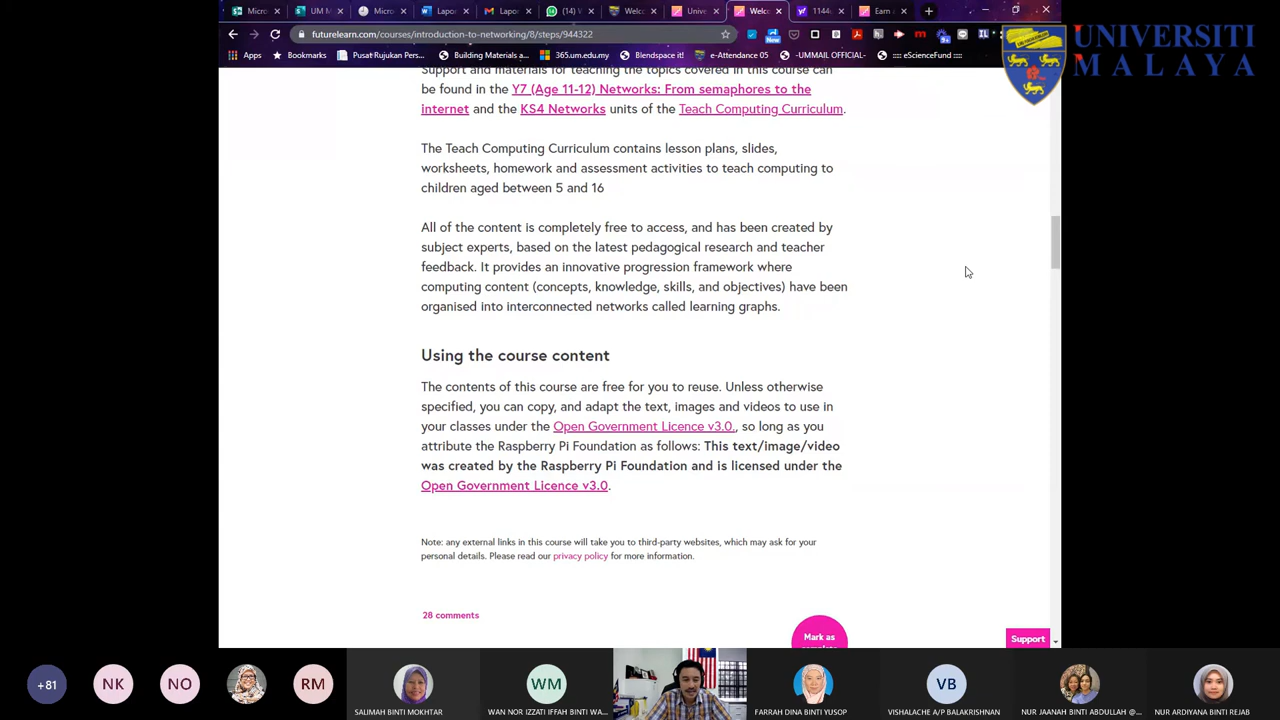 Micro
UM M
Micro
Lapor
Lapor
(14) W
Welco
Unive
Welc
1144
Earn
futurelearn.com/courses/introduction-to-networking/8/steps/944322
Apps
Bookmarks
Pusat Rujukan Pers...
Building Materials a...
365.um.edu.my
Blendspace it!
e-Attendance 05
-UMMAIL OFFICIAL-
:::: eScienceFund ::::
UNIVERSITI
MALAYA
Support and materials for teaching the topics covered in this course can
be found in the Y7 (Age 11-12) Networks: From semaphores to the
internet and the KS4 Networks units of the Teach Computing Curriculum.
The Teach Computing Curriculum contains lesson plans, slides,
worksheets, homework and assessment activities to teach computing to
children aged between 5 and 16
All of the content is completely free to access, and has been created by
subject experts, based on the latest pedagogical research and teacher
feedback. It provides an innovative progression framework where
computing content (concepts, knowledge, skills, and objectives) have been
organised into interconnected networks called learning graphs.
Using the course content
The contents of this course are free for you to reuse. Unless otherwise
specified, you can copy, and adapt the text, images and videos to use in
your classes under the Open Government Licence v3.0., so long as you
attribute the Raspberry Pi Foundation as follows: This text/image/video
was created by the Raspberry Pi Foundation and is licensed under the
Open Government Licence v3.0.
Note: any external links in this course will take you to third-party websites, which may ask for your
personal details. Please read our privacy policy for more information.
28 comments
Mark as
complete
Support
+81
NK
NO
RM
WM
VB
SALIMAH BINTI MOKHTAR
WAN NOR IZZATI IFFAH BINTI WA...
FARRAH DINA BINTI YUSOP
VISHALACHE A/P BALAKRISHNAN
NUR JAANAH BINTI ABDULLAH @...
NUR ARDIYANA BINTI REJAB